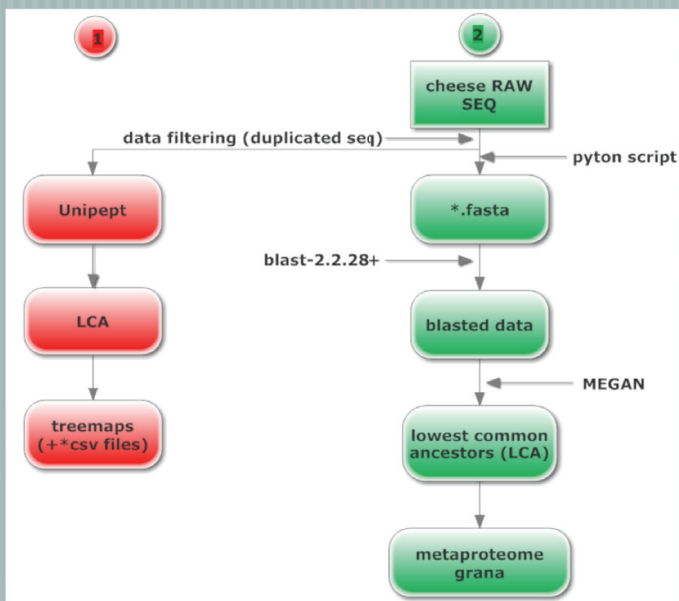 1
2
cheese RAW
SEQ
data filtering (duplicated seq)
pyton script
Unipept
*.fasta
blast-2.2.28+
LCA
blasted data
MEGAN
treemaps
(+*csv files)
lowest common
ancestors (LCA)
metaproteome
grana